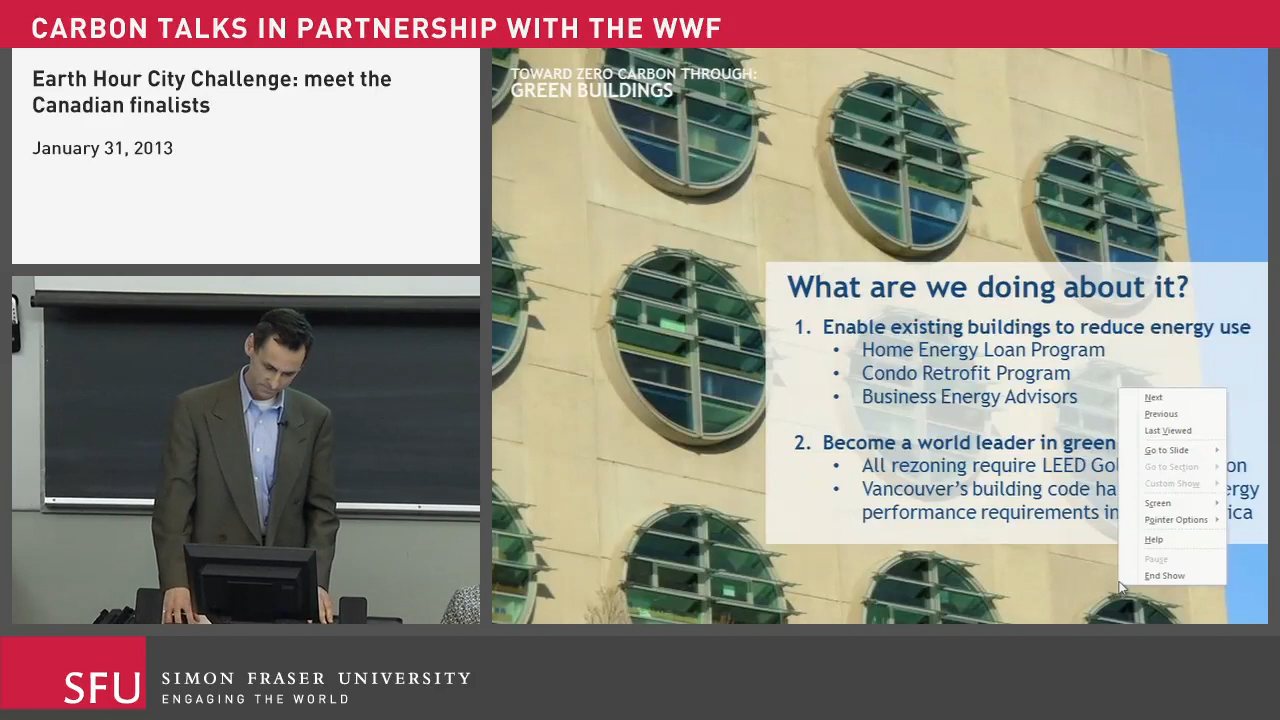 CARBON TALKS IN PARTNERSHIP WITH THE WWF
Earth Hour City Challenge: meet the
Canadian finalists
January 31, 2013
TOWARD ZERO CARBON THROUGH:
GREEN BUILDINGS
What are we doing about it?
1. Enable existing buildings to reduce energy use
• Home Energy Loan Program
• Condo Retrofit Program
• Business Energy Advisors
2. Become a world leader in green
• All rezoning require LEED
• Vancouver's building code
performance requirements in
Next
Previous
Last Viewed
Go to Slide
Go to Section
Custom Show
Screen
Pointer Options
Help
Pause
End Show
SFU
SIMON FRASER UNIVERSITY
ENGAGING THE WORLD